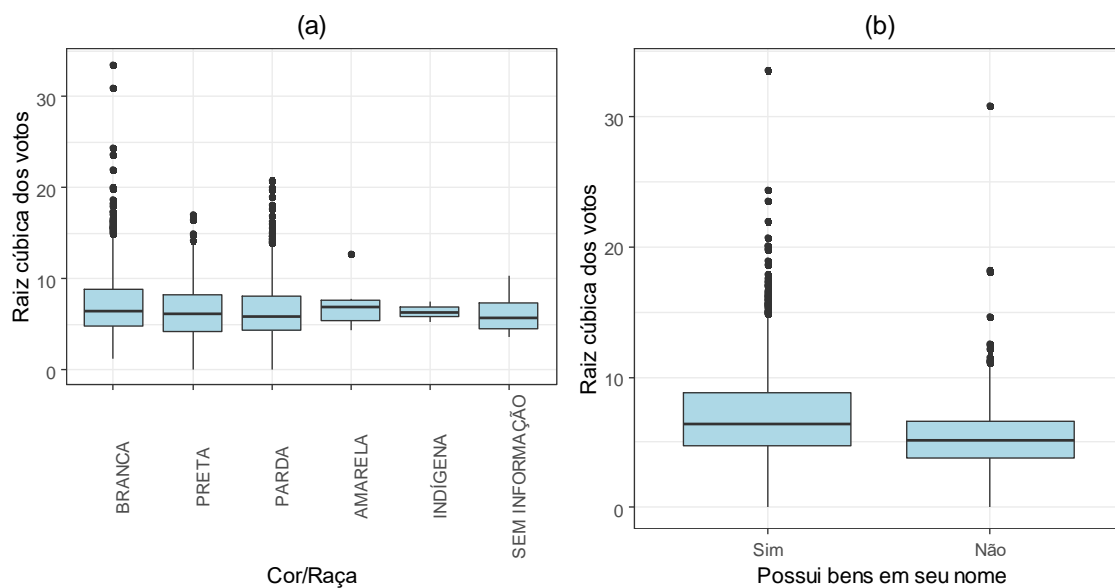 (a)
Raiz cúbica dos votos
30
20
10
0
BRANCA
PRETA
PARDA
AMARELA
INDÍGENA
SEM INFORMAÇÃO
Cor/Raça
(b)
Raiz cúbica dos votos
30
20
10
0
Sim
Não
Possui bens em seu nome